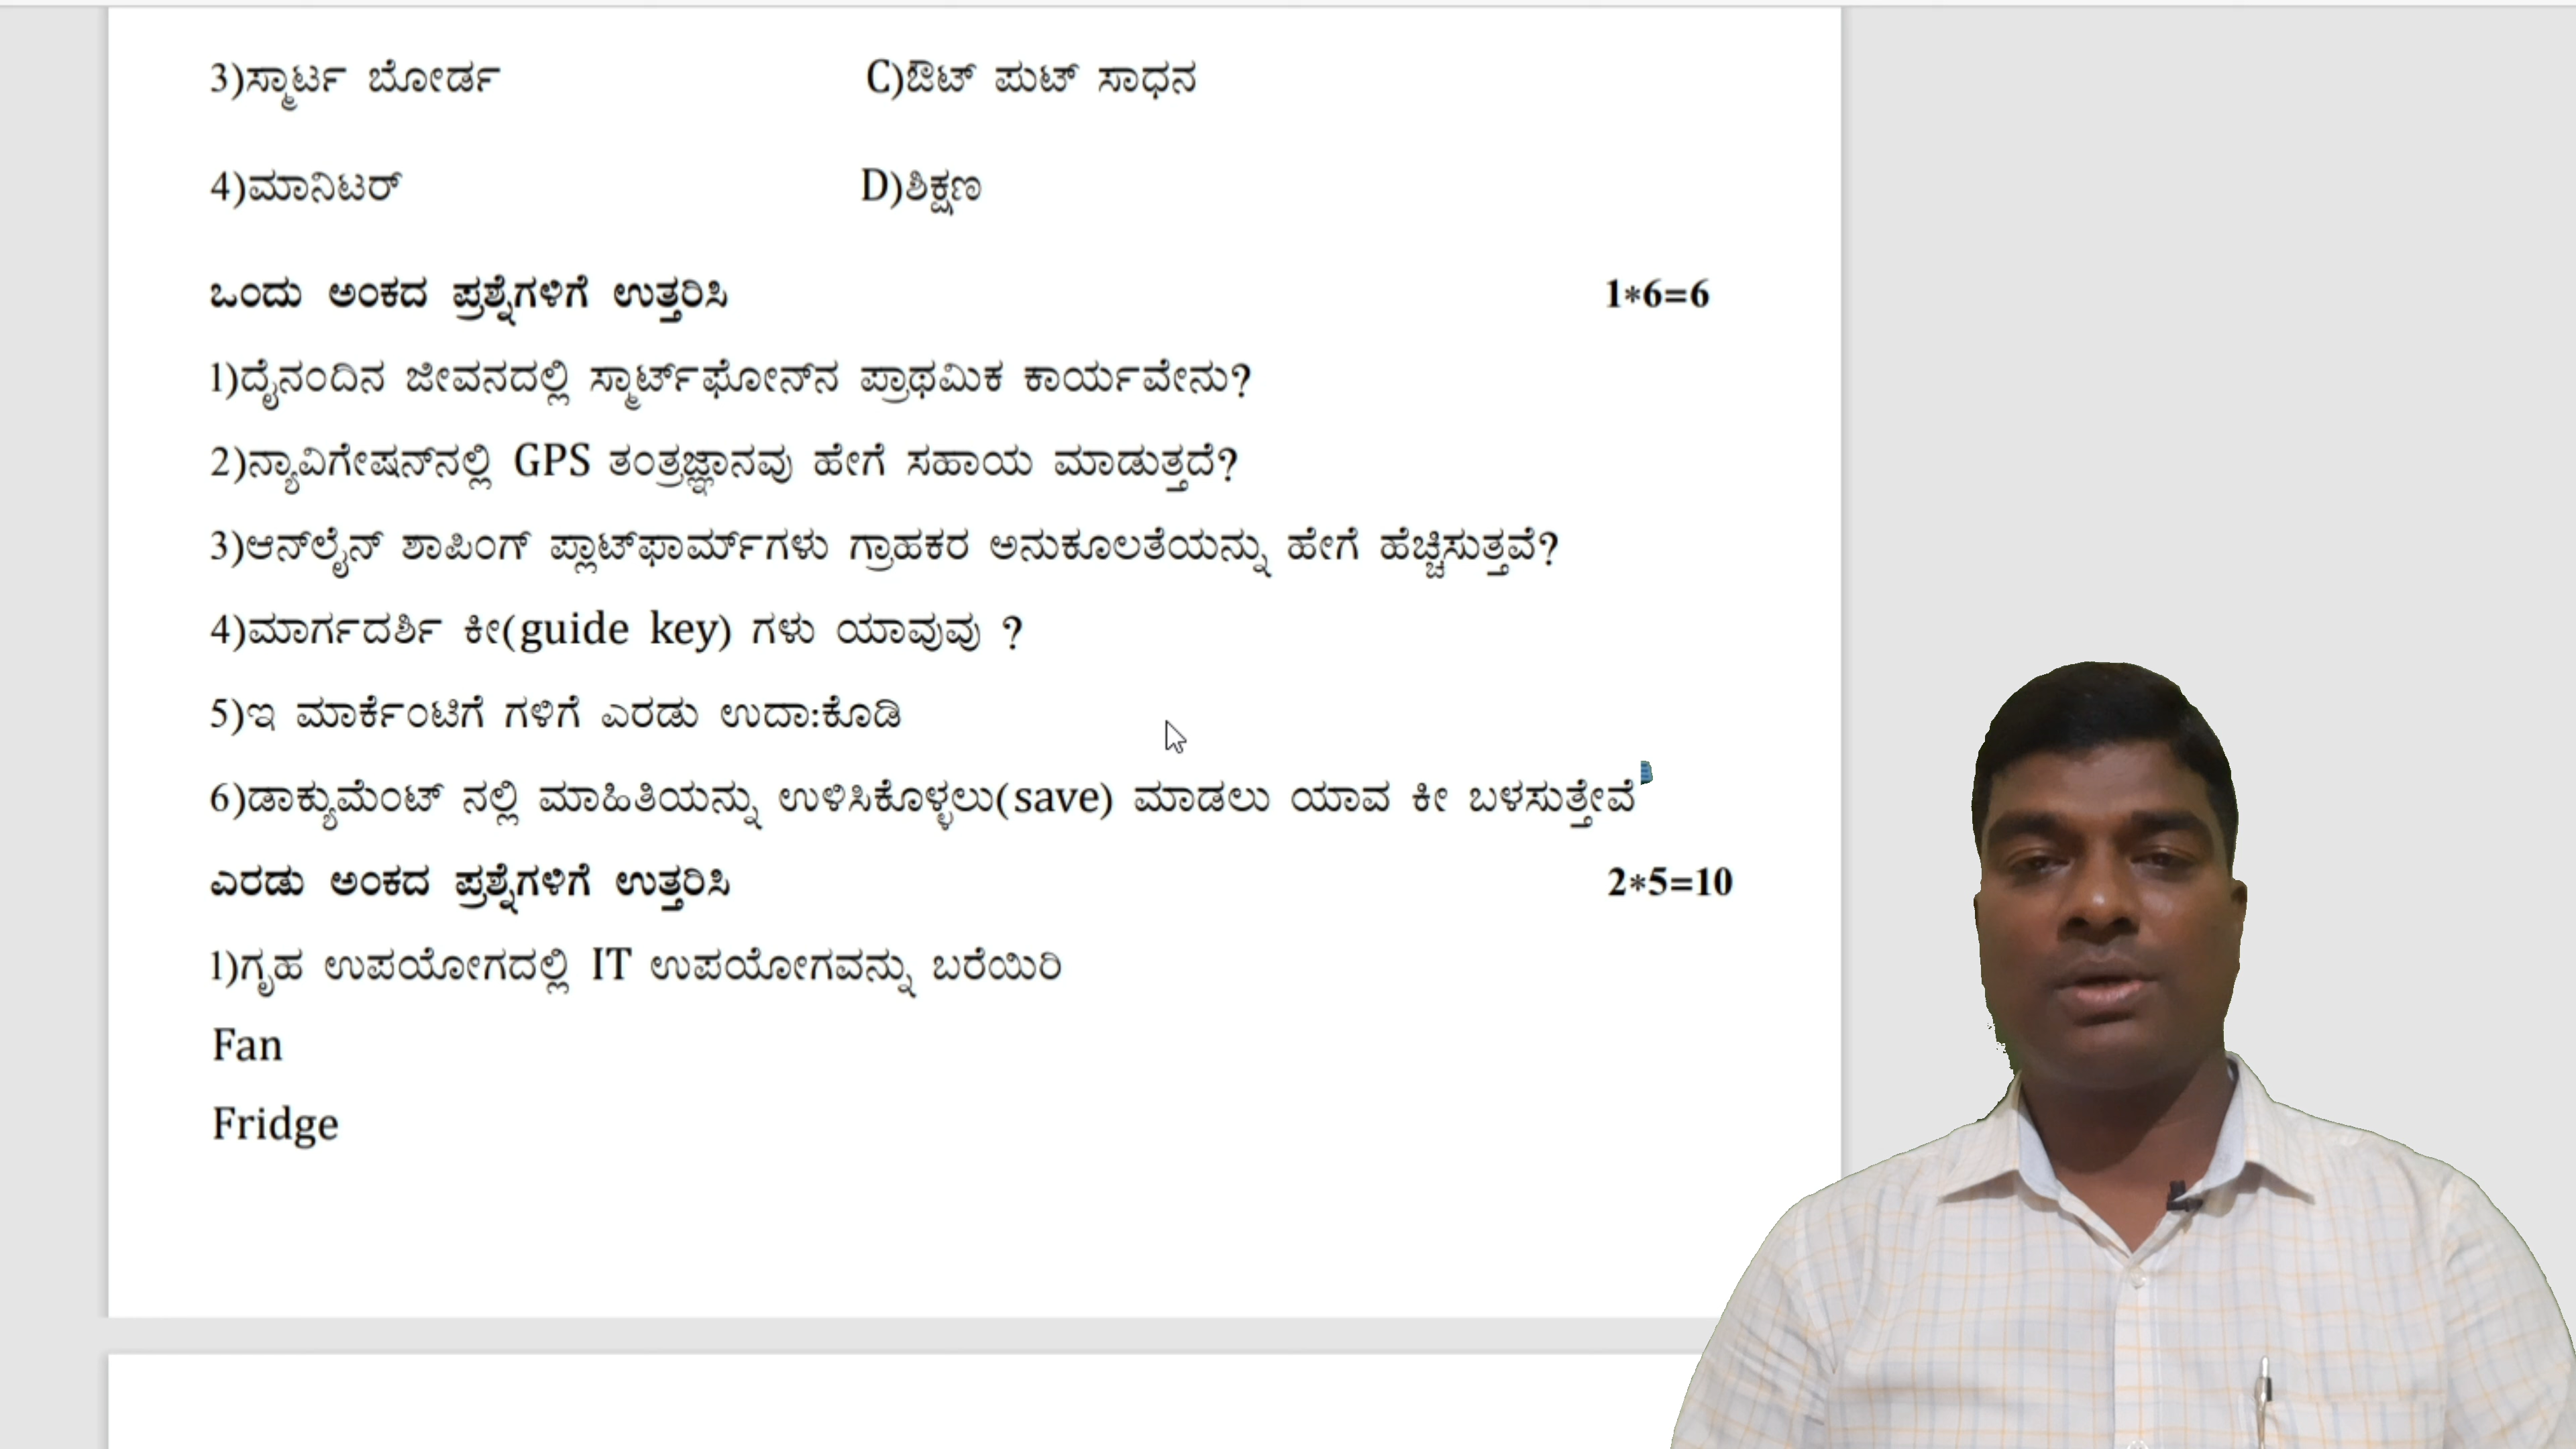 3)ಸ್ಮಾರ್ಟ ಬೋರ್ಡ C)ಔಟ್ ಪುಟ್ ಸಾಧನ
4)ಮಾನಿಟರ್ D)ಶಿಕ್ಷಣ
ಒಂದು ಅಂಕದ ಪ್ರಶ್ನೆಗಳಿಗೆ ಉತ್ತರಿಸಿ 1*6=6
1)ದೈನಂದಿನ ಜೀವನದಲ್ಲಿ ಸ್ಮಾರ್ಟ್‌ಫೋನ್‌ನ ಪ್ರಾಥಮಿಕ ಕಾರ್ಯವೇನು?
2)ನ್ಯಾವಿಗೇಷನ್‌ನಲ್ಲಿ GPS ತಂತ್ರಜ್ಞಾನವು ಹೇಗೆ ಸಹಾಯ ಮಾಡುತ್ತದೆ?
3)ಆನ್‌ಲೈನ್ ಶಾಪಿಂಗ್ ಪ್ಲಾಟ್‌ಫಾರ್ಮ್‌ಗಳು ಗ್ರಾಹಕರ ಅನುಕೂಲತೆಯನ್ನು ಹೇಗೆ ಹೆಚ್ಚಿಸುತ್ತವೆ?
4)ಮಾರ್ಗದರ್ಶಿ ಕೀ(guide key) ಗಳು ಯಾವುವು ?
5)ಇ ಮಾರ್ಕೆಂಟಿಗೆ ಗಳಿಗೆ ಎರಡು ಉದಾ:ಕೊಡಿ
6)ಡಾಕ್ಯುಮೆಂಟ್ ನಲ್ಲಿ ಮಾಹಿತಿಯನ್ನು ಉಳಿಸಿಕೊಳ್ಳಲು(save) ಮಾಡಲು ಯಾವ ಕೀ ಬಳಸುತ್ತೇವೆ
ಎರಡು ಅಂಕದ ಪ್ರಶ್ನೆಗಳಿಗೆ ಉತ್ತರಿಸಿ 2*5=10
1)ಗೃಹ ಉಪಯೋಗದಲ್ಲಿ IT ಉಪಯೋಗವನ್ನು ಬರೆಯಿರಿ
Fan
Fridge